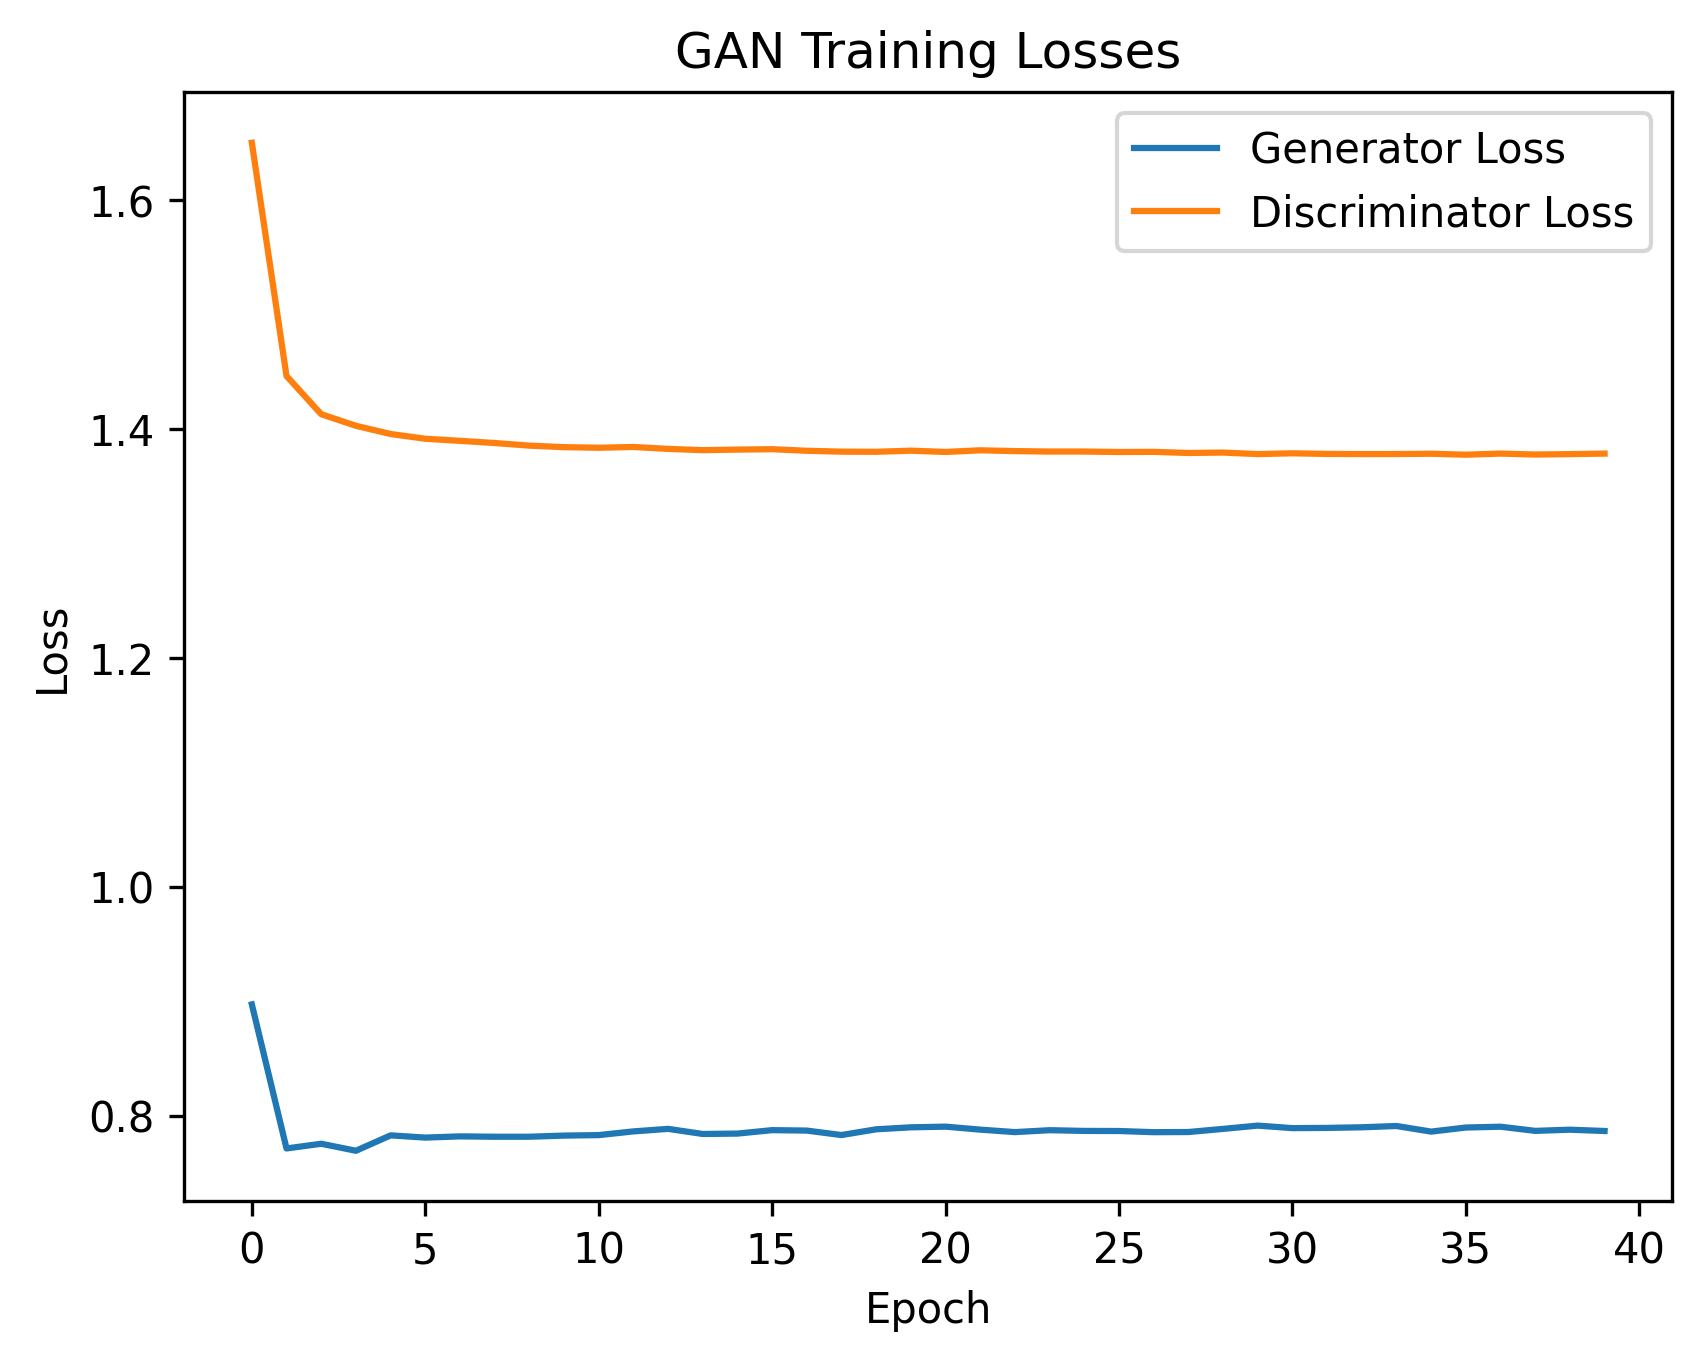 GAN Training Losses
Generator Loss
Discriminator Loss
1.6
1.4
1.2
1.0
0.8
Loss
0 5 10 15 20 25 30 35 40
Epoch